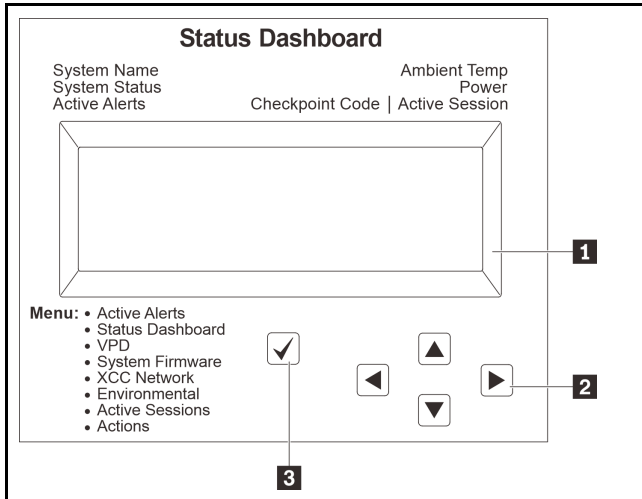 Status Dashboard
System Name
System Status
Active Alerts
Ambient Temp
Power
Checkpoint Code | Active Session
1
Menu: • Active Alerts
• Status Dashboard
• VPD
• System Firmware
• XCC Network
• Environmental
• Active Sessions
• Actions
2
3